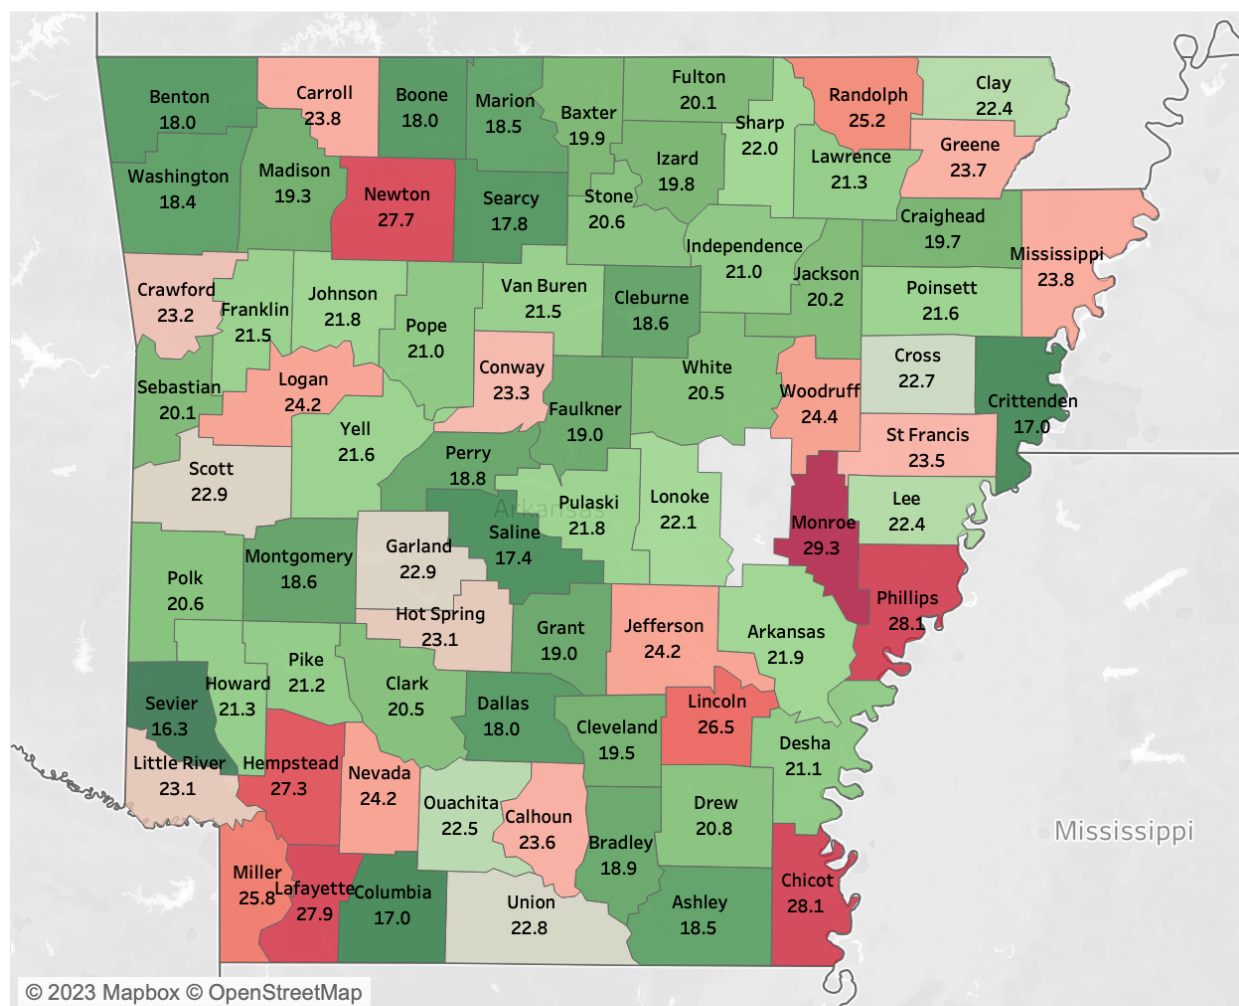 Benton
18.0
Carroll
23.8
Boone
18.0
Marion
18.5
Baxter
19.9
Fulton
20.1
Sharp
22.0
Randolph
25.2
Clay
22.4
Greene
23.7
Washington
18.4
Madison
19.3
Newton
27.7
Searcy
17.8
Stone
20.6
Izard
19.8
Lawrence
21.3
Craighead
19.7
Mississippi
23.8
Crawford
23.2
Franklin
21.5
Johnson
21.8
Pope
21.0
Van Buren
21.5
Cleburne
18.6
Independence
21.0
Jackson
20.2
Poinsett
21.6
Sebastian
20.1
Logan
24.2
Conway
23.3
Faulkner
19.0
White
20.5
Woodruff
24.4
Cross
22.7
Crittenden
17.0
Scott
22.9
Yell
21.6
Perry
18.8
St Francis
23.5
Arkansas
Saline
17.4
Pulaski
21.8
Lonoke
22.1
Monroe
29.3
Lee
22.4
Polk
20.6
Montgomery
18.6
Garland
22.9
Hot Spring
23.1
Grant
19.0
Jefferson
24.2
Arkansas
21.9
Phillips
28.1
Sevier
16.3
Howard
21.3
Pike
21.2
Clark
20.5
Dallas
18.0
Cleveland
19.5
Lincoln
26.5
Desha
21.1
Little River
23.1
Hempstead
27.3
Nevada
24.2
Ouachita
22.5
Calhoun
23.6
Bradley
18.9
Drew
20.8
Mississippi
Miller
25.8
Lafayette
27.9
Columbia
17.0
Union
22.8
Ashley
18.5
Chicot
28.1
© 2023 Mapbox © OpenStreetMap